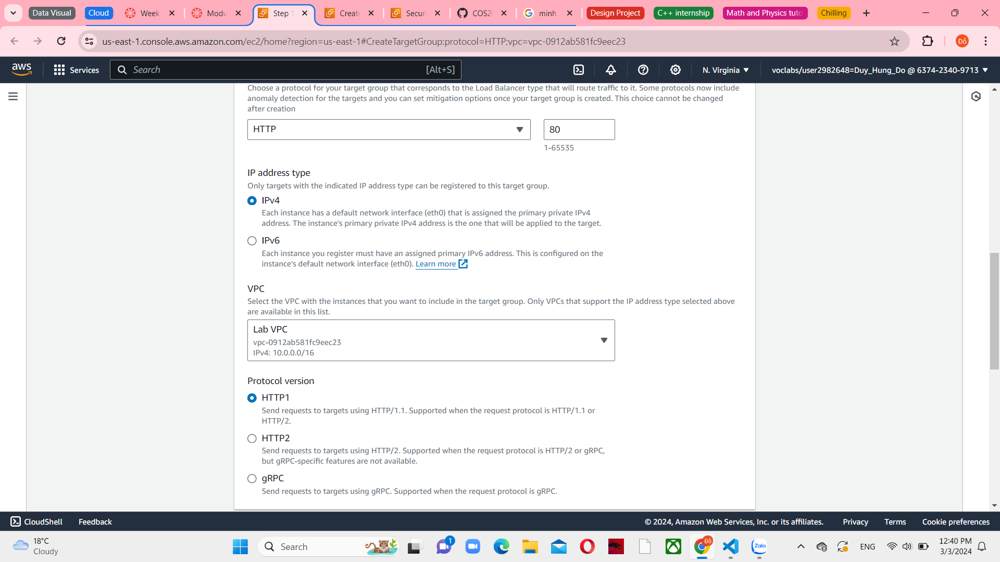 Data Visual
Cloud
Week
Modu
Step 1
Create
Securi
COS20
minh
Design Project
C++ internship
Math and Physics tuto
Chilling
us-east-1.console.aws.amazon.com/ec2/home?region=us-east-1#CreateTargetGroup:protocol=HTTP;vpc=vpc-0912ab581fc9eec23
Đỗ
aws
Services
Search
[Alt+S]
N. Virginia
voclabs/user2982648=Duy_Hung_Do @ 6374-2340-9713
Choose a protocol for your target group that corresponds to the Load Balancer type that will route traffic to it. Some protocols now include
anomaly detection for the targets and you can set mitigation options once your target group is created. This choice cannot be changed
after creation
HTTP
80
1-65535
IP address type
Only targets with the indicated IP address type can be registered to this target group.
IPv4
Each instance has a default network interface (eth0) that is assigned the primary private IPv4
address. The instance's primary private IPv4 address is the one that will be applied to the target.
IPv6
Each instance you register must have an assigned primary IPv6 address. This is configured on the
instance's default network interface (eth0). Learn more
VPC
Select the VPC with the instances that you want to include in the target group. Only VPCs that support the IP address type selected above
are available in this list.
Lab VPC
vpc-0912ab581fc9eec23
IPv4: 10.0.0.0/16
Protocol version
HTTP1
Send requests to targets using HTTP/1.1. Supported when the request protocol is HTTP/1.1 or
HTTP/2.
HTTP2
Send requests to targets using HTTP/2. Supported when the request protocol is HTTP/2 or gRPC,
but gRPC-specific features are not available.
gRPC
Send requests to targets using gRPC. Supported when the request protocol is gRPC.
CloudShell
Feedback
© 2024, Amazon Web Services, Inc. or its affiliates.
Privacy
Terms
Cookie preferences
18°C
Cloudy
Search
1
Đỗ
Zalo
ENG
12:40 PM
3/3/2024